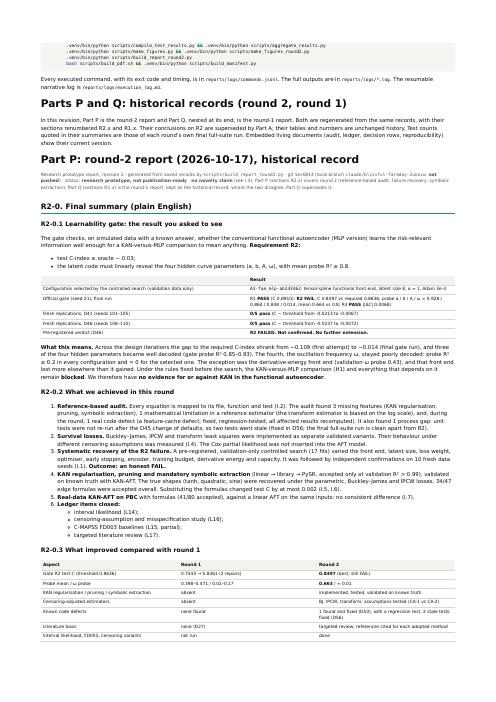 .venv/bin/python scripts/compile_test_results.py && .venv/bin/python scripts/aggregate_results.py
.venv/bin/python scripts/make_figures.py && .venv/bin/python scripts/make_figures_round2.py
.venv/bin/python scripts/build_report_round2.py
bash scripts/build_pdf.sh && .venv/bin/python scripts/build_manifest.py
Every executed command, with its exit code and timing, is in reports/logs/commands.jsonl. The full outputs are in reports/logs/*.log. The resumable
narrative log is reports/execution_log.md.
Parts P and Q: historical records (round 2, round 1)
In this revision, Part P is the round-2 report and Part Q, nested at its end, is the round-1 report. Both are regenerated from the same records, with their
sections renumbered R2.x and R1.x. Their conclusions on R2 are superseded by Part A; their tables and numbers are unchanged history. Test counts
quoted in their summaries are those of each round's own final full-suite run. Embedded living documents (audit, ledger, decision rows, reproducibility)
show their current version.
Part P: round-2 report (2026-10-17), historical record
Research prototype report, revision 2 · generated from saved records by
R2-0. Final summary (plain English)
R2-0.1 Learnability gate: the result you asked to see
The gate checks, on simulated data with a known answer, whether the conventional functional autoencoder (MLP version) learns the risk-relevant
information well enough for a KAN-versus-MLP comparison to mean anything. Requirement R2:
• test C-index ≥ oracle − 0.03;
• the latent code must linearly reveal the four hidden curve parameters (a, b, A, ω), with mean probe R² ≥ 0.8.
Result
Configuration selected by the controlled search (validation data only)
Official gate (seed 21), final run
Fresh replications, D41 (seeds 101-105) 0/5 pass (C − threshold from -0.0213 to -0.0067)
Fresh replications, D46 (seeds 106-110) 0/5 pass (C − threshold from -0.0237 to -0.0072)
Pre-registered verdict (D46) R2 FAILED. Not confirmed. No further extension.
What this means. Across the design iterations the gap to the required C-index shrank from −0.109 (first attempt) to −0.014 (final gate run), and three
of the four hidden parameters became well decoded (gate probe R² 0.85–0.93). The fourth, the oscillation frequency ω, stayed poorly decoded: probe R²
≤ 0.2 in every configuration and ≈ 0 for the selected one. The exception was the derivative-energy front end (validation ω probe 0.43), and that front end
lost more elsewhere than it gained. Under the rules fixed before the search, the KAN-versus-MLP comparison (H1) and everything that depends on it
remain blocked. We therefore have no evidence for or against KAN in the functional autoencoder.
R2-0.2 What we achieved in this round
1. Reference-based audit. Every equation is mapped to its file, function and test (I.2). The audit found 3 missing features (KAN regularisation,
pruning, symbolic extraction), 1 mathematical limitation in a reference estimator (the transform estimator is biased on the log scale), and, during
the round, 1 real code defect (a feature-cache defect; fixed, regression-tested, all affected results recomputed). It also found 1 process gap: unit
tests were not re-run after the D45 change of defaults, so two tests went stale (fixed in D56; the final full-suite run is clean apart from R2).
2. Survival losses. Buckley–James, IPCW and transform least squares were implemented as separate validated variants. Their behaviour under
different censoring assumptions was measured (I.4). The Cox partial likelihood was not inserted into the AFT model.
3. Systematic recovery of the R2 failure. A pre-registered, validation-only controlled search (17 fits) varied the front end, latent size, loss weight,
optimiser, early stopping, encoder, training budget, derivative energy and capacity. It was followed by independent confirmations on 10 fresh data
seeds (I.1). Outcome: an honest FAIL.
4. KAN regularisation, pruning and mandatory symbolic extraction (linear → library → PySR, accepted only at validation R² > 0.99), validated
on known truth with KAN-AFT. The true shapes (tanh, quadratic, sine) were recovered under the parametric, Buckley–James and IPCW losses. 34/47
edge formulas were accepted overall. Substituting the formulas changed test C by at most 0.002 (I.5, I.6).
5. Real-data KAN-AFT on PBC with formulas (41/80 accepted), against a linear AFT on the same inputs: no consistent difference (I.7).
6. Ledger items closed:
○ interval likelihood (L14);
○ censoring-assumption and misspecification study (L16);
○ C-MAPSS FD003 baselines (L15, partial);
○ targeted literature review (L17).
R2-0.3 What improved compared with round 1
Aspect Round 1 Round 2
Gate R2 test C (threshold 0.8636) 0.7545 → 0.8361 (2 repairs) 0.8497 (best; still FAIL)
Probe mean / ω probe 0.398–0.471 / 0.02–0.17 0.663 / ≈ 0.01
KAN regularisation / pruning / symbolic extraction absent implemented, tested, validated on known truth
Censoring-adjusted estimators absent BJ, IPCW, transform; assumptions tested (CA-1 vs CA-2)
Known code defects none found 1 found and fixed (D53), with a regression test; 2 stale tests
fixed (D56)
Literature basis none (D27) targeted review; references cited for each adopted method
Interval likelihood, FD003, censoring variants not run done